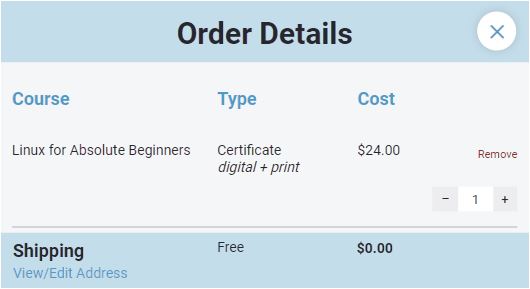 Order Details
Course Type Cost
Linux for Absolute Beginners Certificate $24.00 Remove
digital + print
− 1 +
Shipping Free $0.00
View/Edit Address